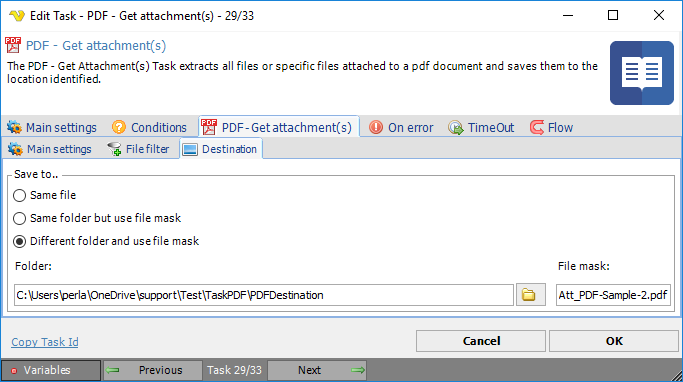 Edit Task - PDF - Get attachment(s) - 29/33
PDF - Get attachment(s)
The PDF - Get Attachment(s) Task extracts all files or specific files attached to a pdf document and saves them to the
location identified.
Main settings Conditions PDF - Get attachment(s) On error TimeOut Flow
Main settings File filter Destination
Save to..
Same file
Same folder but use file mask
Different folder and use file mask
Folder: File mask:
C:\Users\perla\OneDrive\support\Test\TaskPDF\PDFDestination Att_PDF-Sample-2.pdf
Copy Task Id Cancel OK
Variables Previous Task 29/33 Next